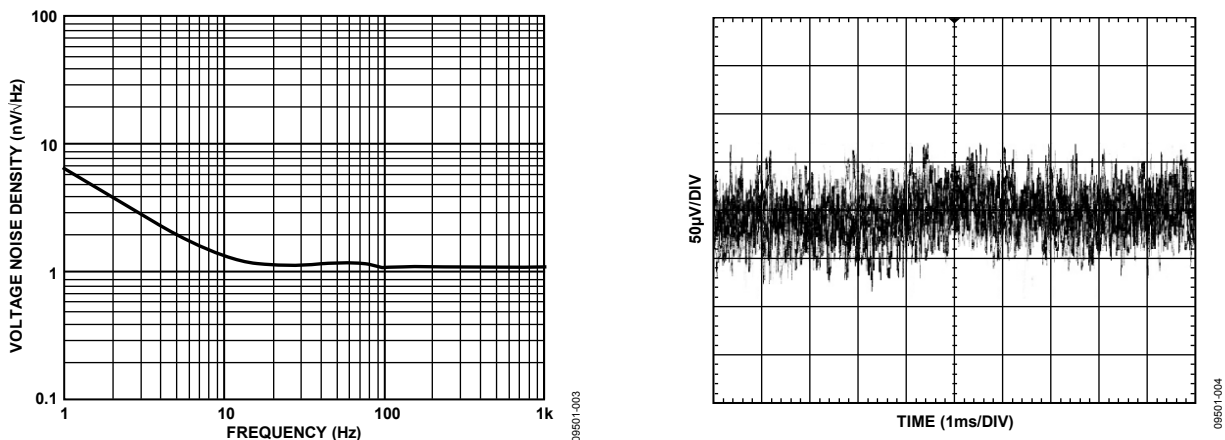 100
10
1
0.1
VOLTAGE NOISE DENSITY (nV/√Hz)
1
10
100
1k
FREQUENCY (Hz)
09501-003
50µV/DIV
TIME (1ms/DIV)
09501-004